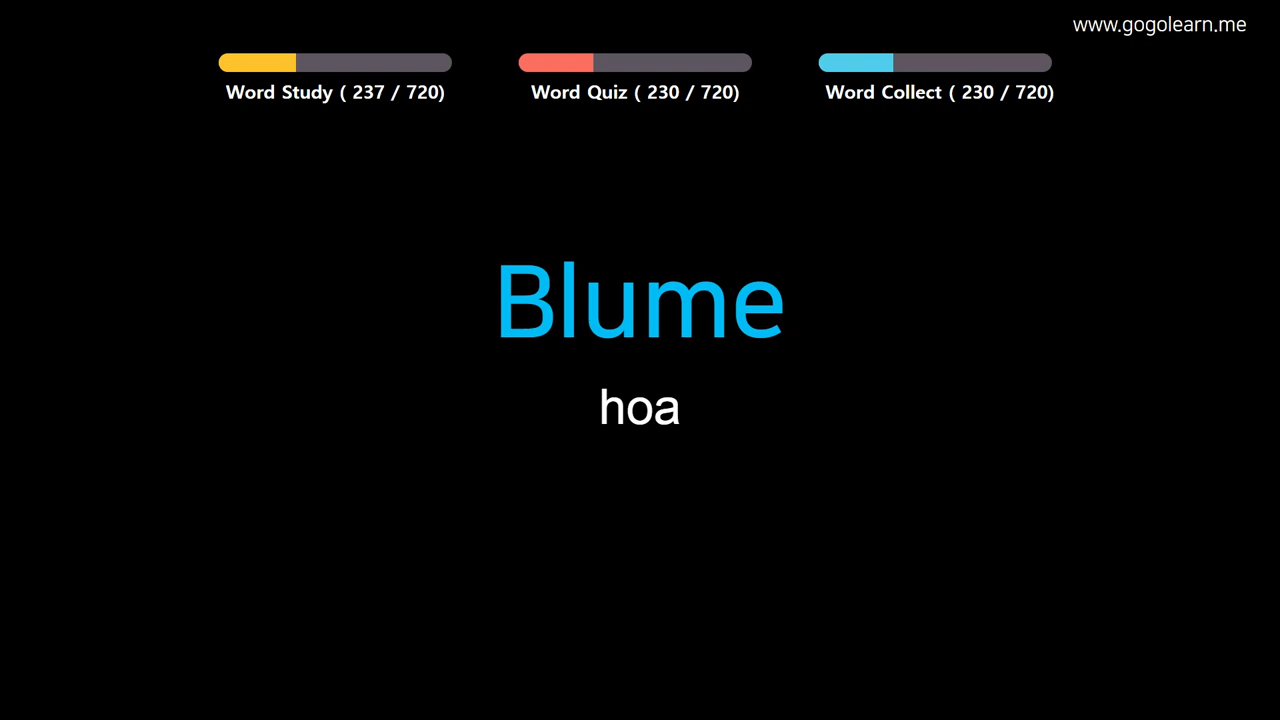 www.gogolearn.me
Word Study ( 237 / 720)
Word Quiz ( 230 / 720)
Word Collect ( 230 / 720)
Blume
hoa